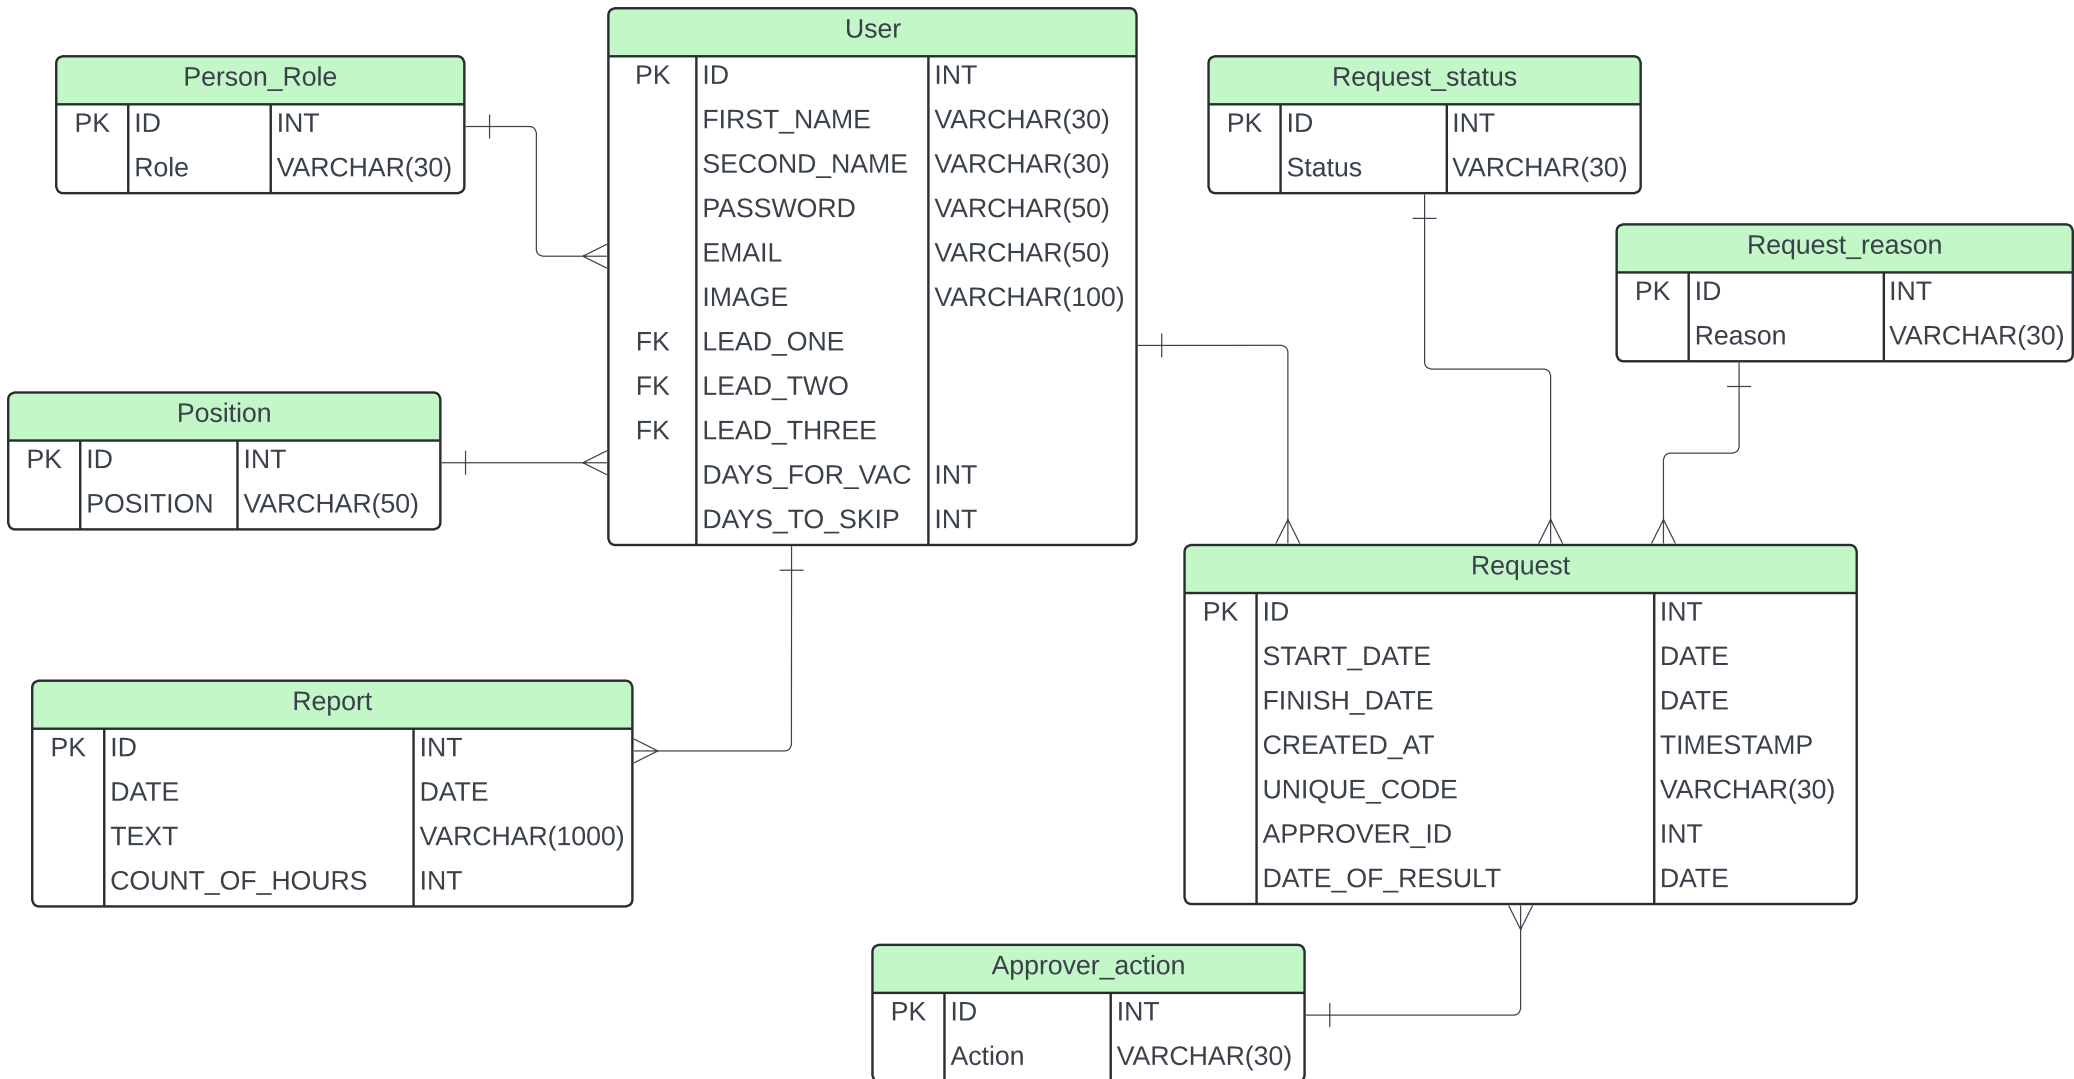 User
PK ID INT
FIRST_NAME VARCHAR(30)
SECOND_NAME VARCHAR(30)
PASSWORD VARCHAR(50)
EMAIL VARCHAR(50)
IMAGE VARCHAR(100)
FK LEAD_ONE
FK LEAD_TWO
FK LEAD_THREE
DAYS_FOR_VAC INT
DAYS_TO_SKIP INT
Person_Role
PK ID INT
Role VARCHAR(30)
Request_status
PK ID INT
Status VARCHAR(30)
Request_reason
PK ID INT
Reason VARCHAR(30)
Position
PK ID INT
POSITION VARCHAR(50)
Request
PK ID INT
START_DATE DATE
FINISH_DATE DATE
CREATED_AT TIMESTAMP
UNIQUE_CODE VARCHAR(30)
APPROVER_ID INT
DATE_OF_RESULT DATE
Report
PK ID INT
DATE DATE
TEXT VARCHAR(1000)
COUNT_OF_HOURS INT
Approver_action
PK ID INT
Action VARCHAR(30)